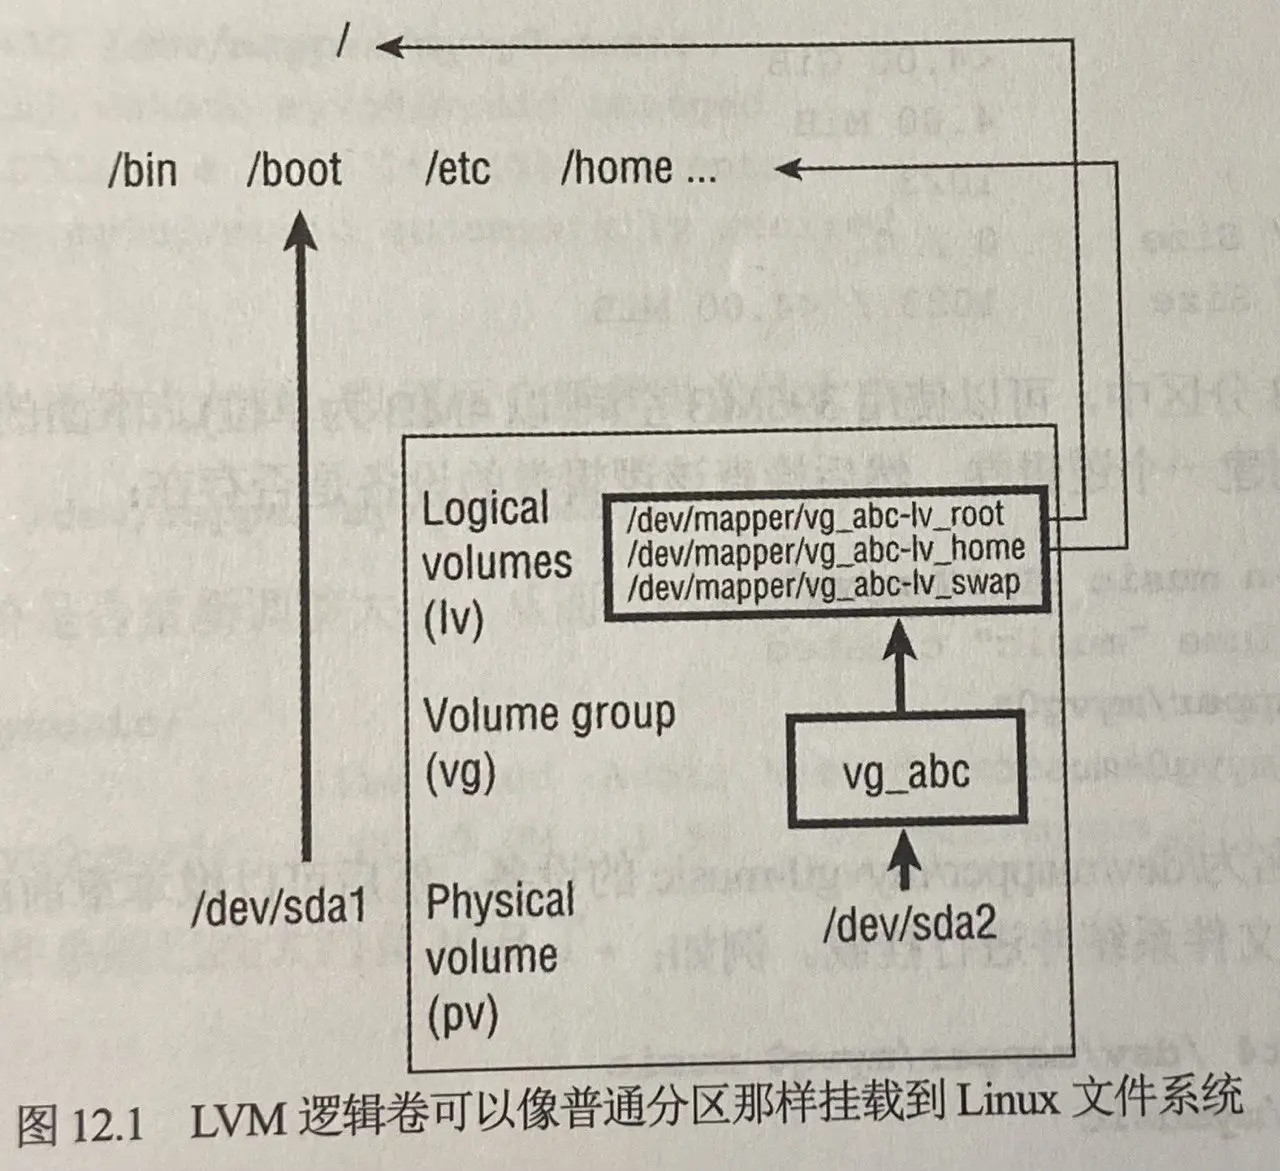 /
/bin /boot /etc /home ...
Logical
volumes
(lv)
/dev/mapper/vg_abc-lv_root
/dev/mapper/vg_abc-lv_home
/dev/mapper/vg_abc-lv_swap
Volume group
(vg)
vg_abc
/dev/sda1
Physical
volume
(pv)
/dev/sda2
图 12.1 LVM 逻辑卷可以像普通分区那样挂载到 Linux 文件系统